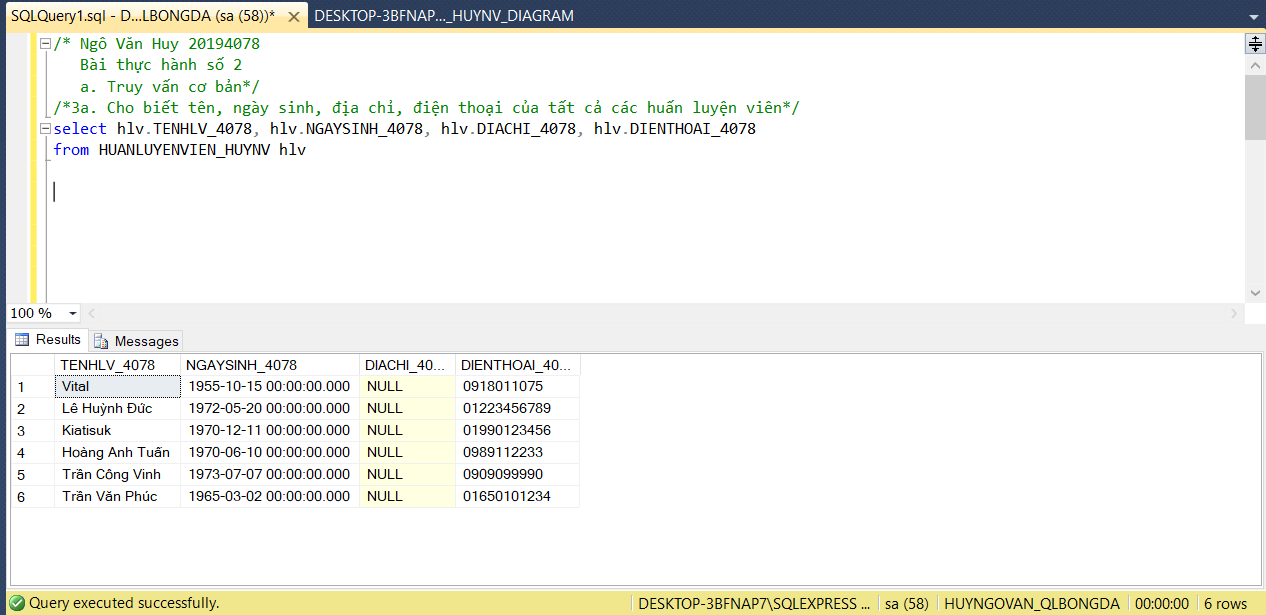 SQLQuery1.sql - D...LBONGDA (sa (58))* DESKTOP-3BFNAP..._HUYNV_DIAGRAM
/* Ngô Văn Huy 20194078
Bài thực hành số 2
a. Truy vấn cơ bản*/
/*3a. Cho biết tên, ngày sinh, địa chỉ, điện thoại của tất cả các huấn luyện viên*/
select hlv.TENHLV_4078, hlv.NGAYSINH_4078, hlv.DIACHI_4078, hlv.DIENTHOAI_4078
from HUANLUYENVIEN_HUYNV hlv
100 %
Results Messages
TENHLV_4078 NGAYSINH_4078 DIACHI_40... DIENTHOAI_40...
1 Vital 1955-10-15 00:00:00.000 NULL 0918011075
2 Lê Huỳnh Đức 1972-05-20 00:00:00.000 NULL 01223456789
3 Kiatisuk 1970-12-11 00:00:00.000 NULL 01990123456
4 Hoàng Anh Tuấn 1970-06-10 00:00:00.000 NULL 0989112233
5 Trần Công Vinh 1973-07-07 00:00:00.000 NULL 0909099990
6 Trần Văn Phúc 1965-03-02 00:00:00.000 NULL 01650101234
Query executed successfully. DESKTOP-3BFNAP7\SQLEXPRESS ... sa (58) HUYNGOVAN_QLBONGDA 00:00:00 6 rows